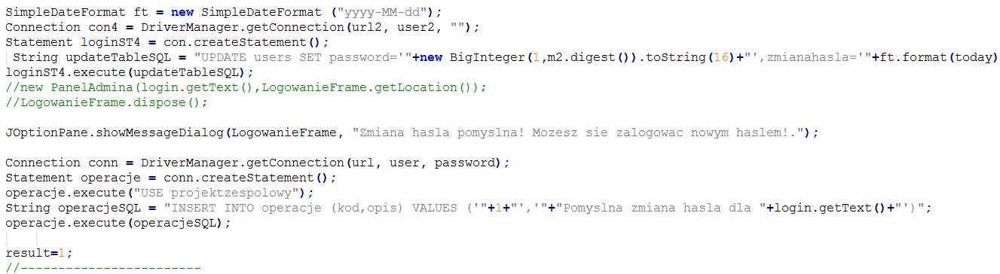 SimpleDateFormat ft = new SimpleDateFormat ("yyyy-MM-dd");
Connection con4 = DriverManager.getConnection(url2, user2, "");
Statement loginST4 = con.createStatement();
String updateTableSQL = "UPDATE users SET password='"+new BigInteger(1,m2.digest()).toString(16)+"',zmianahasla='"+ft.format(today)
loginST4.execute(updateTableSQL);
//new PanelAdmina(login.getText(),LogowanieFrame.getLocation());
//LogowanieFrame.dispose();
JOptionPane.showMessageDialog(LogowanieFrame, "Zmiana hasla pomyslna! Mozesz sie zalogowac nowym haslem!.");
Connection conn = DriverManager.getConnection(url, user, password);
Statement operacje = conn.createStatement();
operacje.execute("USE projektzespolowy");
String operacjeSQL = "INSERT INTO operacje (kod,opis) VALUES ('"+1+"','"+"Pomyslna zmiana hasla dla "+login.getText()+"')";
operacje.execute(operacjeSQL);
result=1;
//------------------------